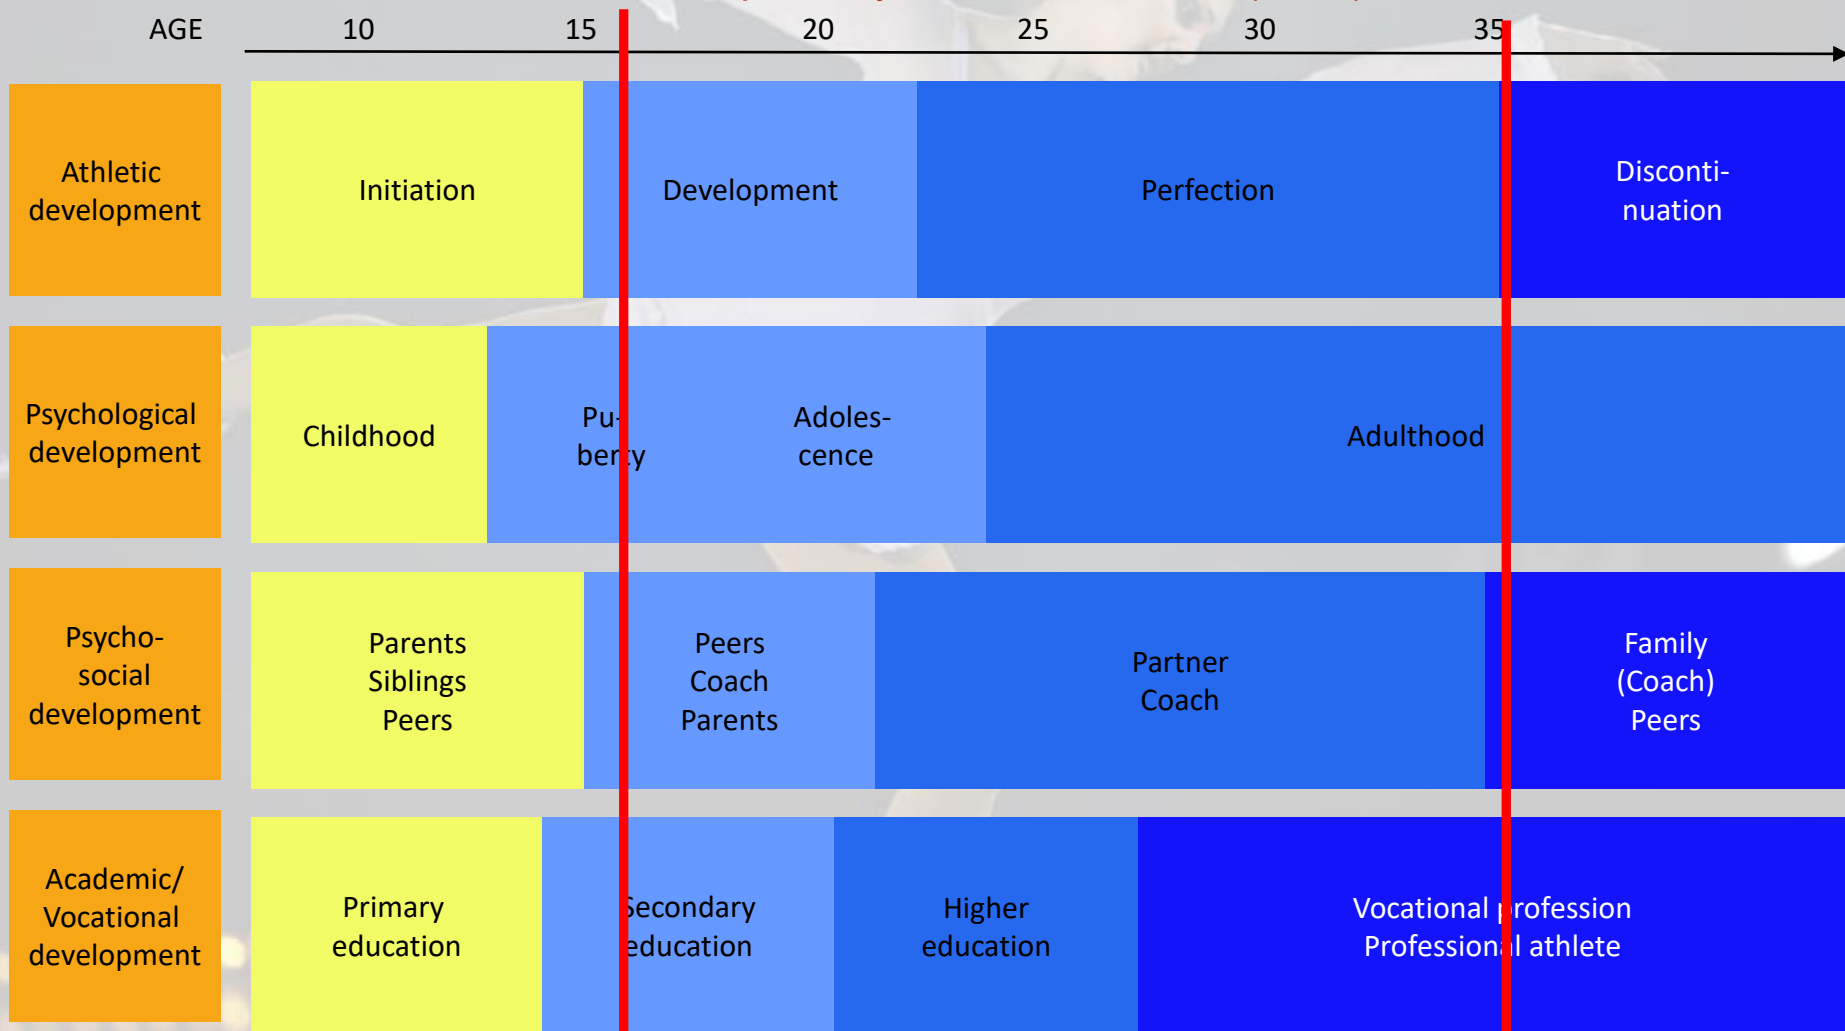 AGE 10 15 20 25 30 35
Athletic
development
Initiation
Development
Perfection
Disconti-
nuation
Psychological
development
Childhood
Pu-
berty
Adoles-
cence
Adulthood
Psycho-
social
development
Parents
Siblings
Peers
Peers
Coach
Parents
Partner
Coach
Family
(Coach)
Peers
Academic/
Vocational
development
Primary
education
Secondary
education
Higher
education
Vocational profession
Professional athlete